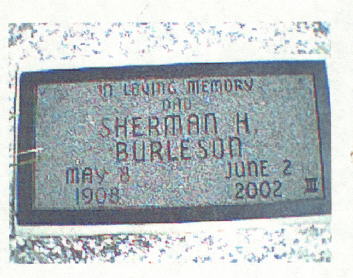 IN LOVING MEMORY
DAD
SHERMAN H.
BURLESON
MAY 8 JUNE 2
1908 2002 III